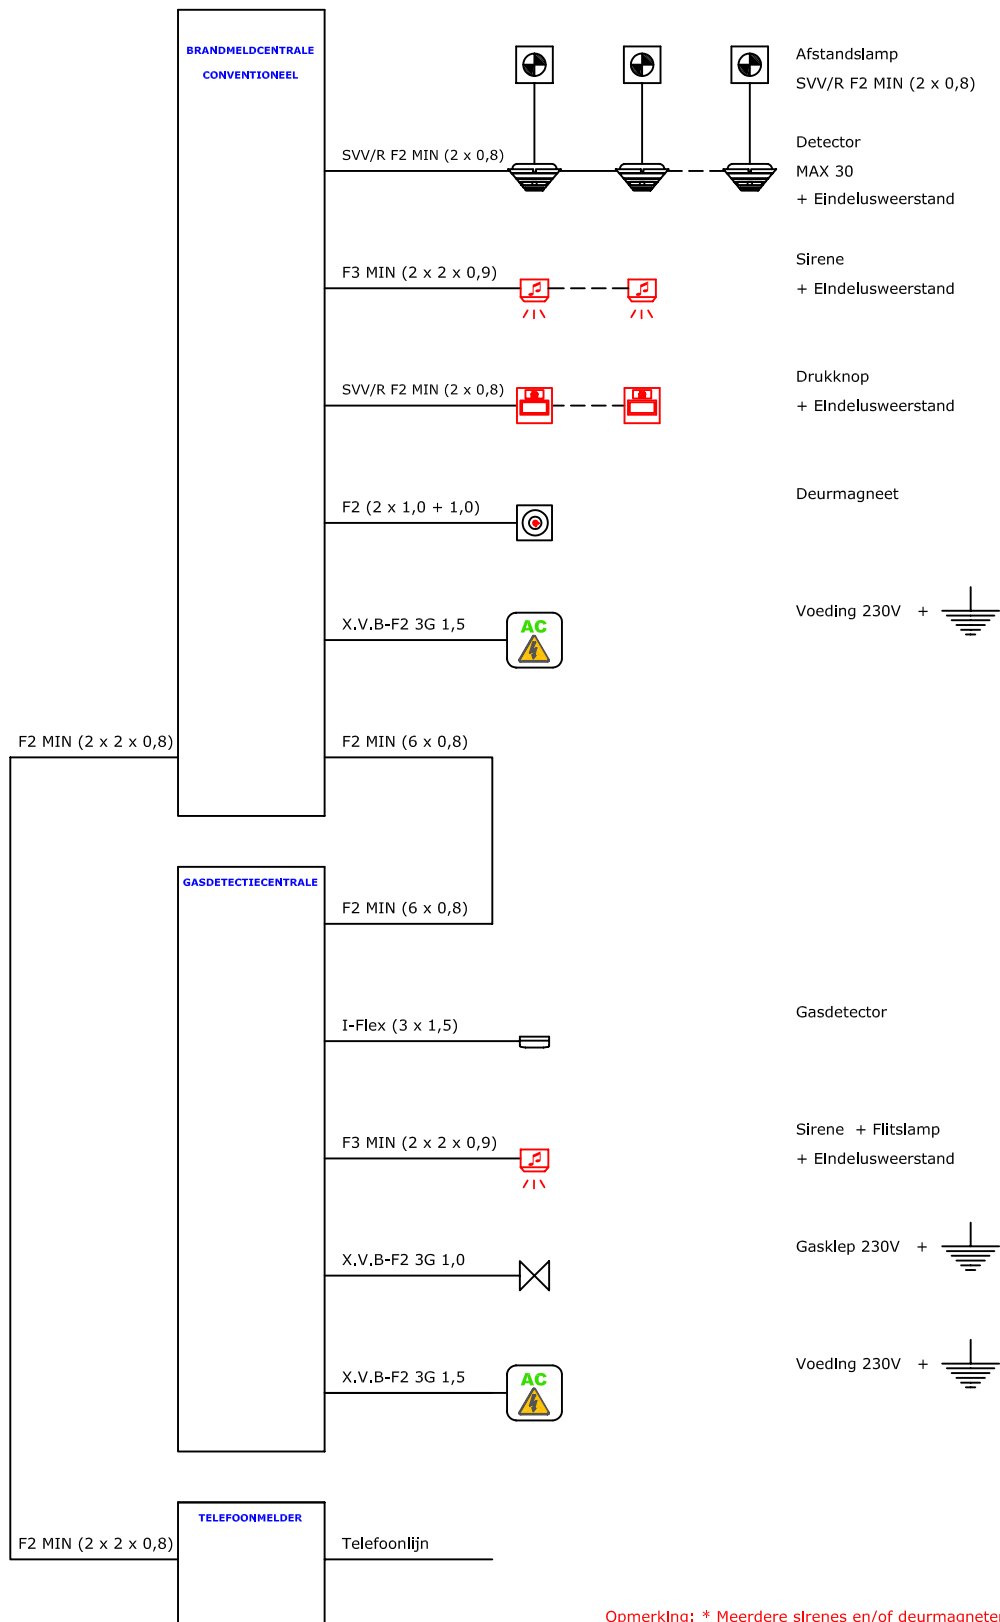 BRANDMELDCENTRALE
CONVENTIONEEL
Afstandslamp
SVV/R F2 MIN (2 x 0,8)
SVV/R F2 MIN (2 x 0,8)
Detector
MAX 30
+ Eindelusweerstand
F3 MIN (2 x 2 x 0,9)
Sirene
+ Eindelusweerstand
SVV/R F2 MIN (2 x 0,8)
Drukknop
+ Eindelusweerstand
F2 (2 x 1,0 + 1,0)
Deurmagneet
X.V.B-F2 3G 1,5
AC
Voeding 230V +
F2 MIN (2 x 2 x 0,8)
F2 MIN (6 x 0,8)
GASDETECTIECENTRALE
F2 MIN (6 x 0,8)
I-Flex (3 x 1,5)
Gasdetector
F3 MIN (2 x 2 x 0,9)
Sirene + Flitslamp
+ Eindelusweerstand
X.V.B-F2 3G 1,0
Gasklep 230V +
X.V.B-F2 3G 1,5
AC
Voeding 230V +
TELEFOONMELDER
F2 MIN (2 x 2 x 0,8)
Telefoonlijn
Opmerking: * Meerdere sirenes en/of deurmagneten